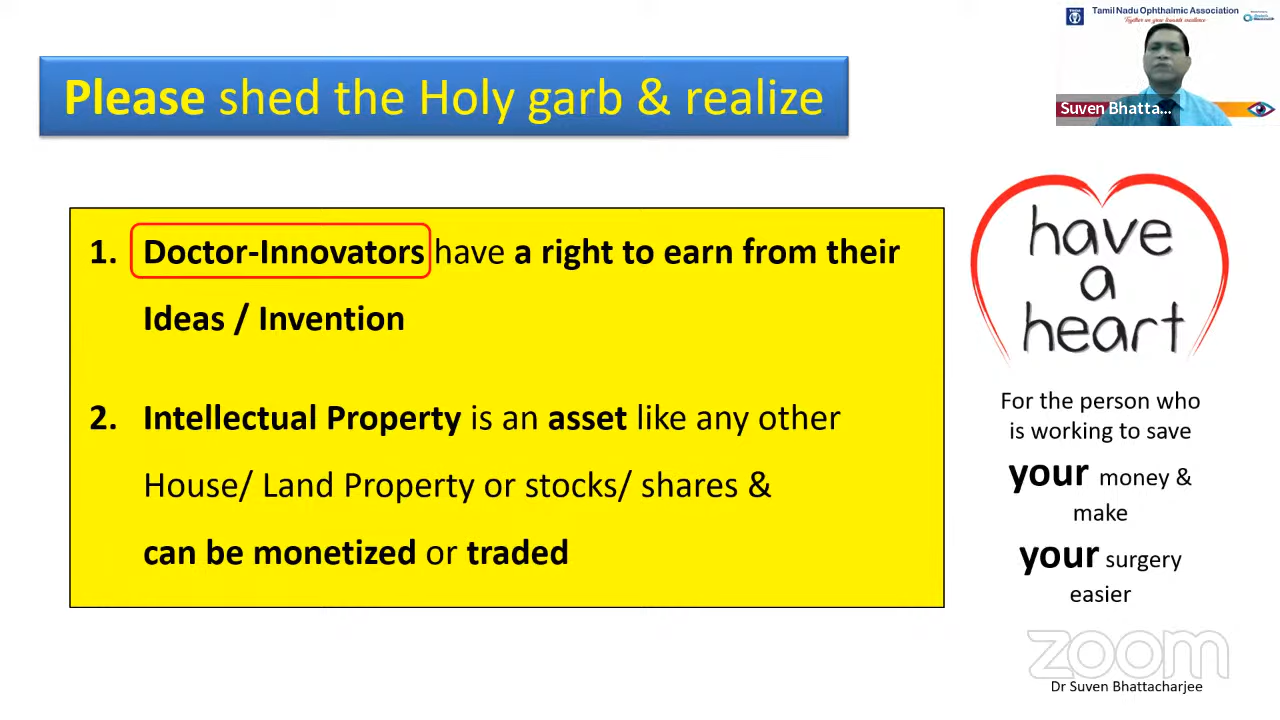 Tamil Nadu Ophthalmic Association
Together we grow towards excellence
Suven Bhatta...
Please shed the Holy garb & realize
1. Doctor-Innovators have a right to earn from their
Ideas / Invention
2. Intellectual Property is an asset like any other
House/ Land Property or stocks/ shares &
can be monetized or traded
have
a
heart
For the person who
is working to save
your money &
make
your surgery
easier
zoom
Dr Suven Bhattacharjee